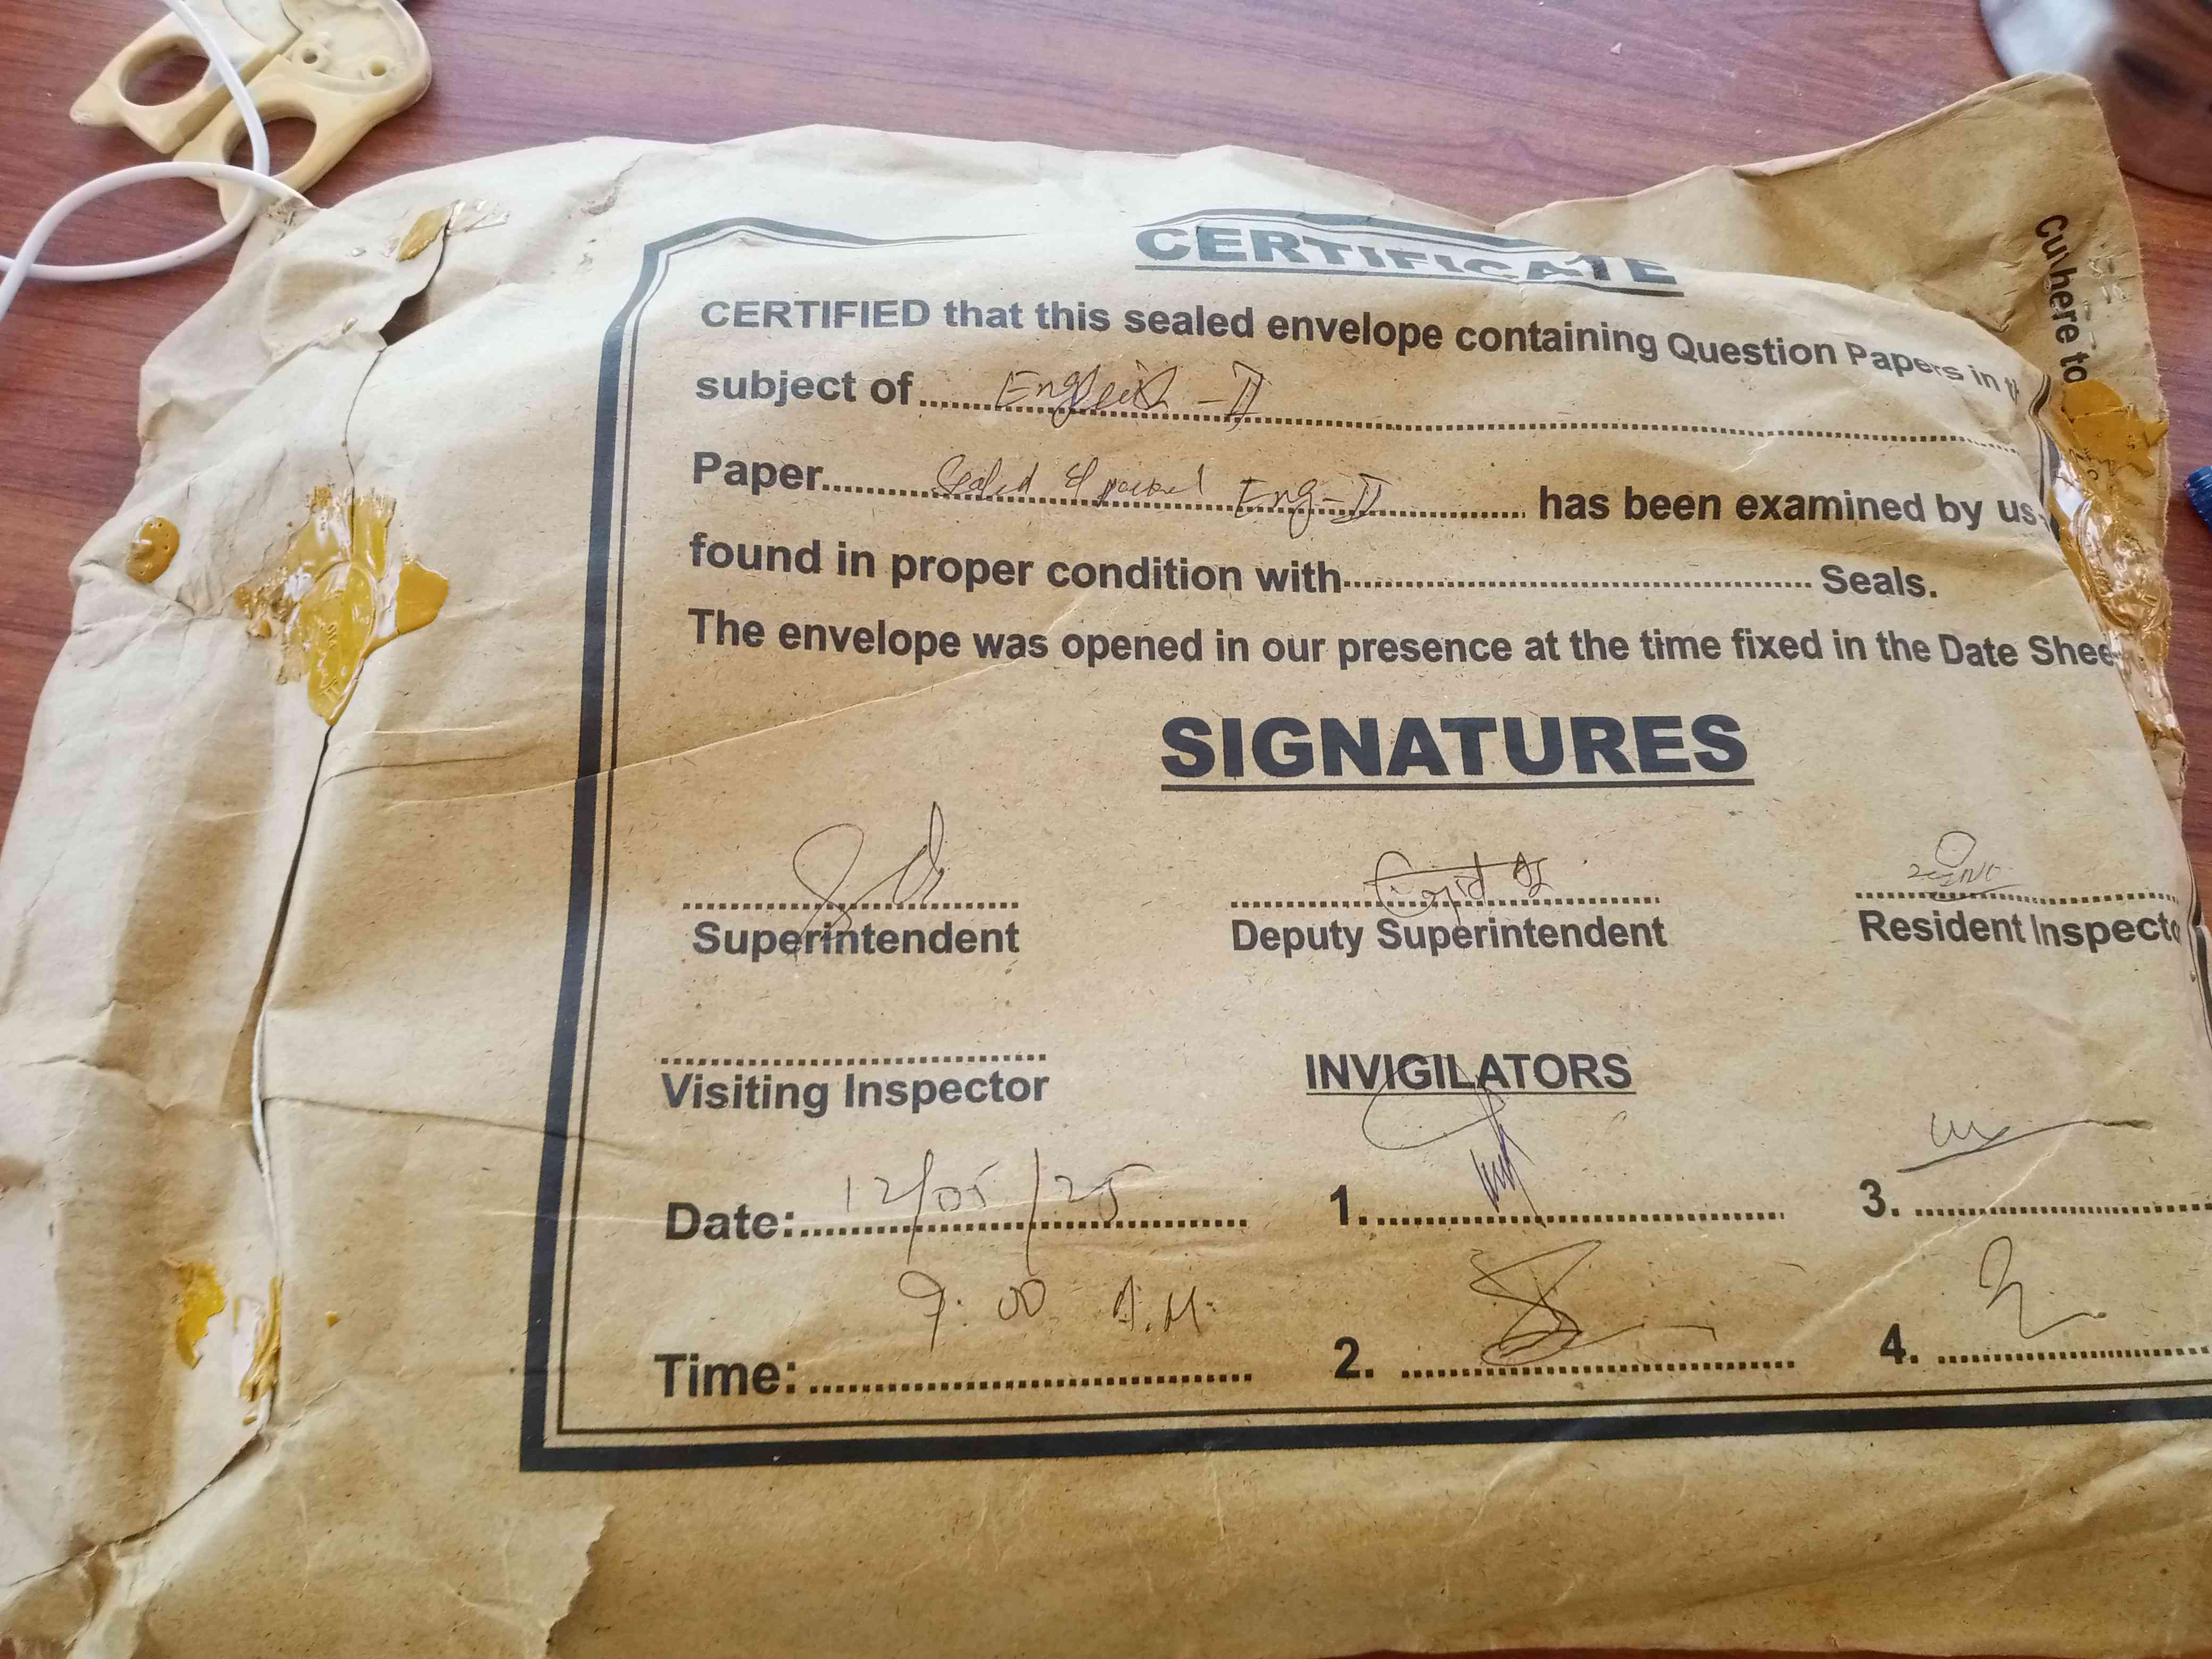 CERTIFICATE
CERTIFIED that this sealed envelope containing Question Papers in
subject of English - II
Paper Sealed & Eng-II has been examined by us
found in proper condition with Seals.
The envelope was opened in our presence at the time fixed in the Date Shee
SIGNATURES
Superintendent Deputy Superintendent Resident Inspecto
Visiting Inspector INVIGILATORS
Date: 12/05/25 1. 3.
9:00 A.M.
Time: 2. 4.
Cut here to